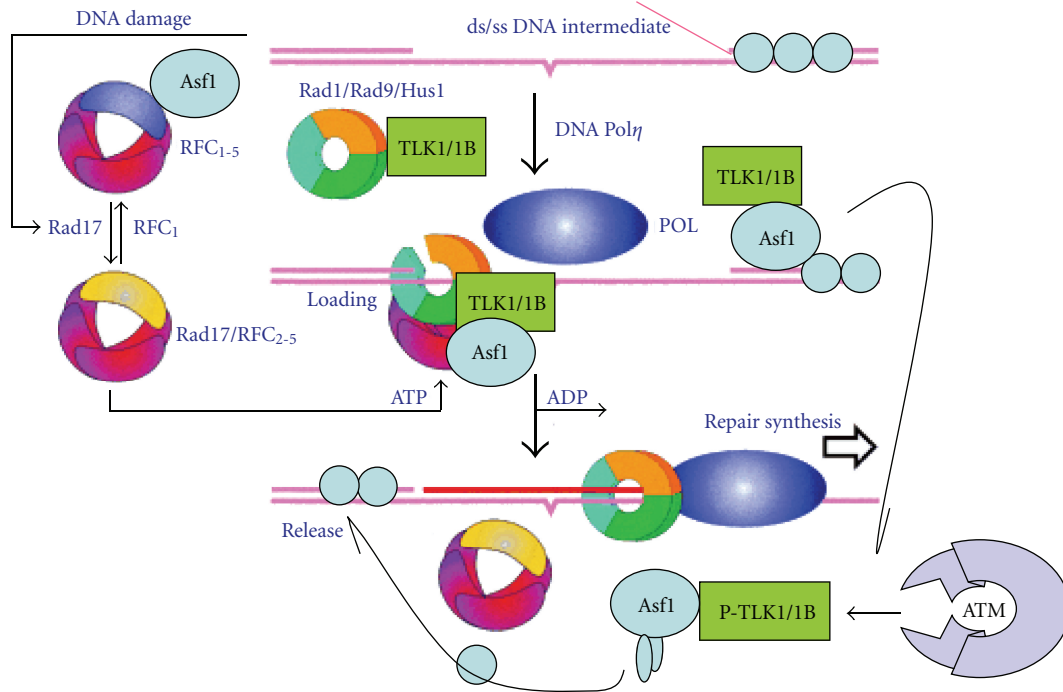 DNA damage
ds/ss DNA intermediate
Asf1
Rad1/Rad9/Hus1
RFC1-5
TLK1/1B
DNA Polη
TLK1/1B
Rad17
RFC1
POL
Asf1
Loading
TLK1/1B
Rad17/RFC2-5
Asf1
ATP
ADP
Repair synthesis
Release
Asf1
P-TLK1/1B
ATM